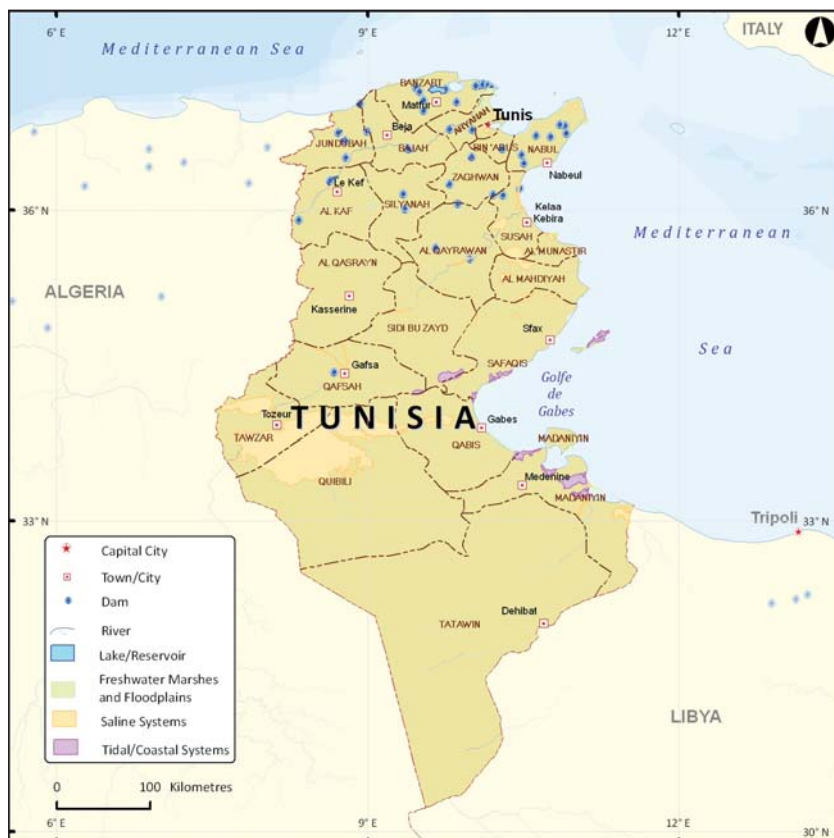 6° E
9° E
12° E
ITALY
Mediterranean Sea
BANZART
Matfur
Tunis
ARYANAH
Beja
JUNDUBAH
BAJAH
BIN 'ARUS
NABUL
Nabeul
ZAGHWAN
Le Kef
36° N
36° N
AL KAF
SILYANAH
Kelaa
Kebira
SUSAH
Mediterranean
AL QAYRAWAN
AL MUNASTIR
AL QASRAYN
AL MAHDIYAH
ALGERIA
Kasserine
SIDI BU ZAYD
Sfax
Sea
SAFAQIS
Gafsa
QAFSAH
Golfe
de
Gabes
Tozeur
TUNISIA
Gabes
TAWZAR
QABIS
MADANIYIN
QUIBILI
Medenine
MADANIYIN
33° N
33° N
Tripoli
Capital City
Town/City
Dam
River
Lake/Reservoir
Freshwater Marshes
and Floodplains
Saline Systems
Tidal/Coastal Systems
Dehibat
TATAWIN
LIBYA
0 100 Kilometres
9° E
12° E
30° N